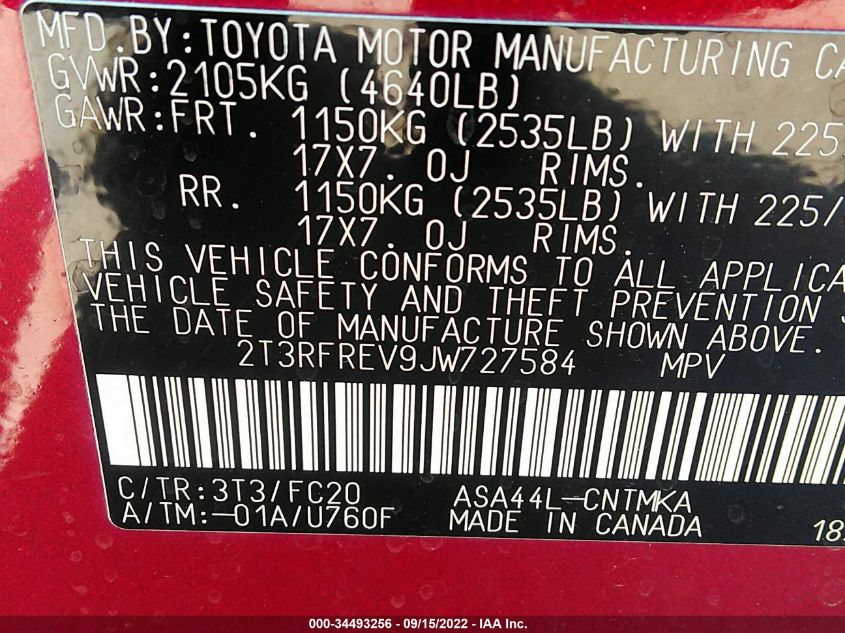 MFD.BY:TOYOTA MOTOR MANUFACTURING CA
GVWR:2105KG (4640LB)
GAWR:FRT. 1150KG (2535LB) WITH 225
17X7.0J RIMS.
RR. 1150KG (2535LB) WITH 225/
17X7.0J RIMS.
THIS VEHICLE CONFORMS TO ALL APPLICA
VEHICLE SAFETY AND THEFT PREVENTION
THE DATE OF MANUFACTURE SHOWN ABOVE.
2T3RFREV9JW727584 MPV
C/TR:3T3/FC20 ASA44L-CNTMKA
A/TM:-01A/U760F MADE IN CANADA 18
000-34493256 - 09/15/2022 - IAA Inc.